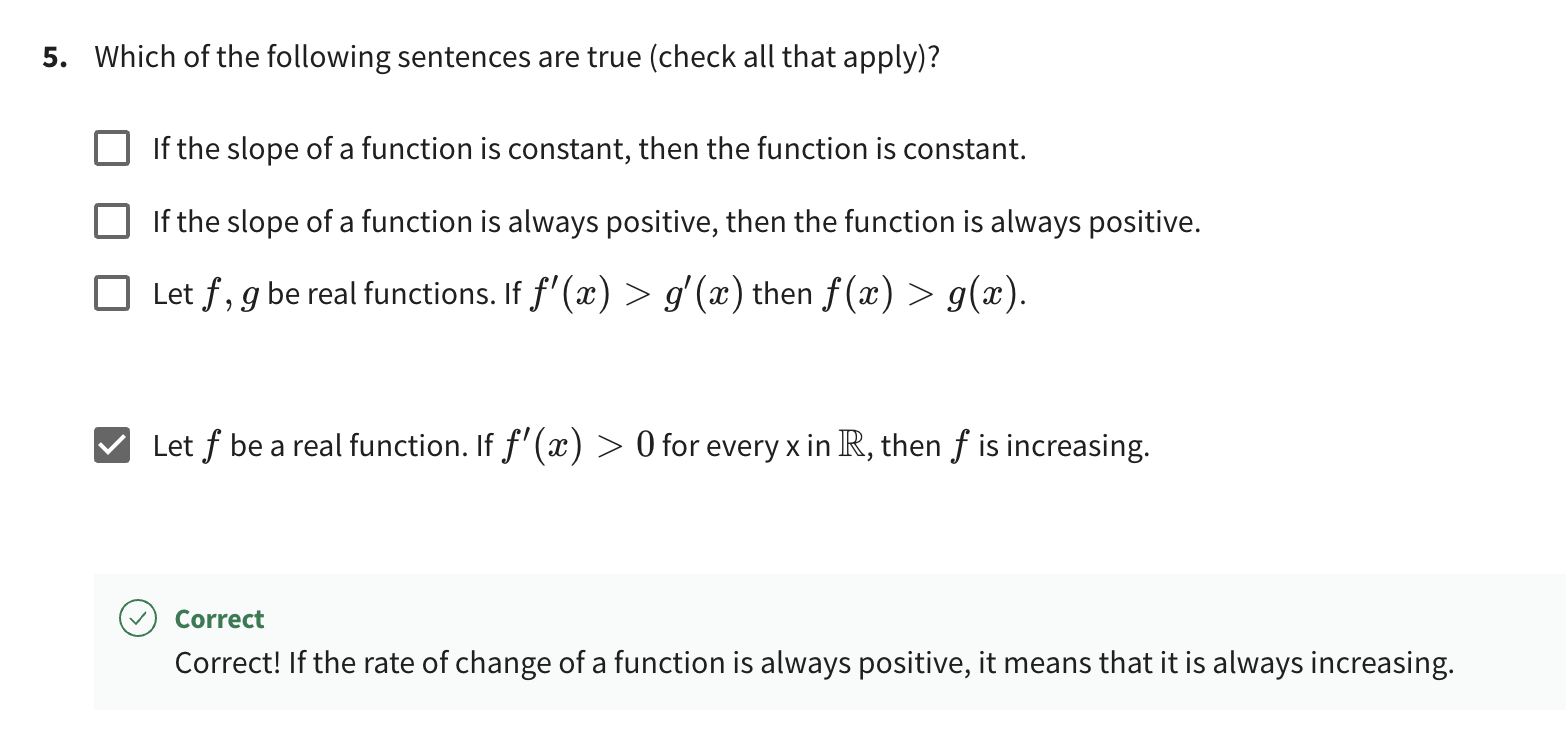 5. Which of the following sentences are true (check all that apply)?
If the slope of a function is constant, then the function is constant.
If the slope of a function is always positive, then the function is always positive.
Let f, g be real functions. If f′(x) > g′(x) then f(x) > g(x).
Let f be a real function. If f′(x) > 0 for every x in ℝ, then f is increasing.
Correct
Correct! If the rate of change of a function is always positive, it means that it is always increasing.